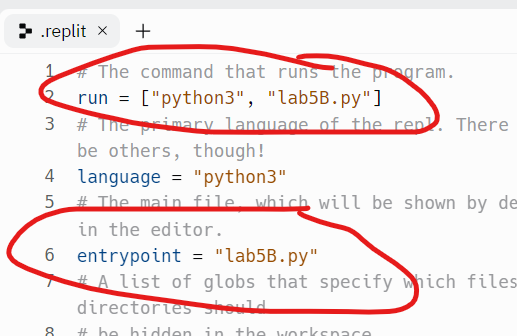 .replit × +
1 # The command that runs the program.
2 run = ["python3", "lab5B.py"]
3 # The primary language of the repl. There
be others, though!
4 language = "python3"
5 # The main file, which will be shown by de
in the editor.
6 entrypoint = "lab5B.py"
7 # A list of globs that specify which files
directories should
8 # be hidden in the workspace